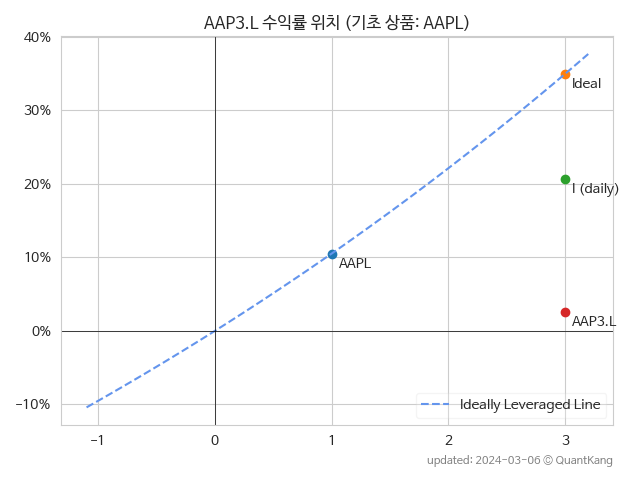 AAP3.L 수익률 위치 (기초 상품: AAPL)
40%
30%
20%
10%
0%
−10%
Ideal
I (daily)
AAPL
AAP3.L
Ideally Leveraged Line
−1 0 1 2 3
updated: 2024-03-06 © QuantKang